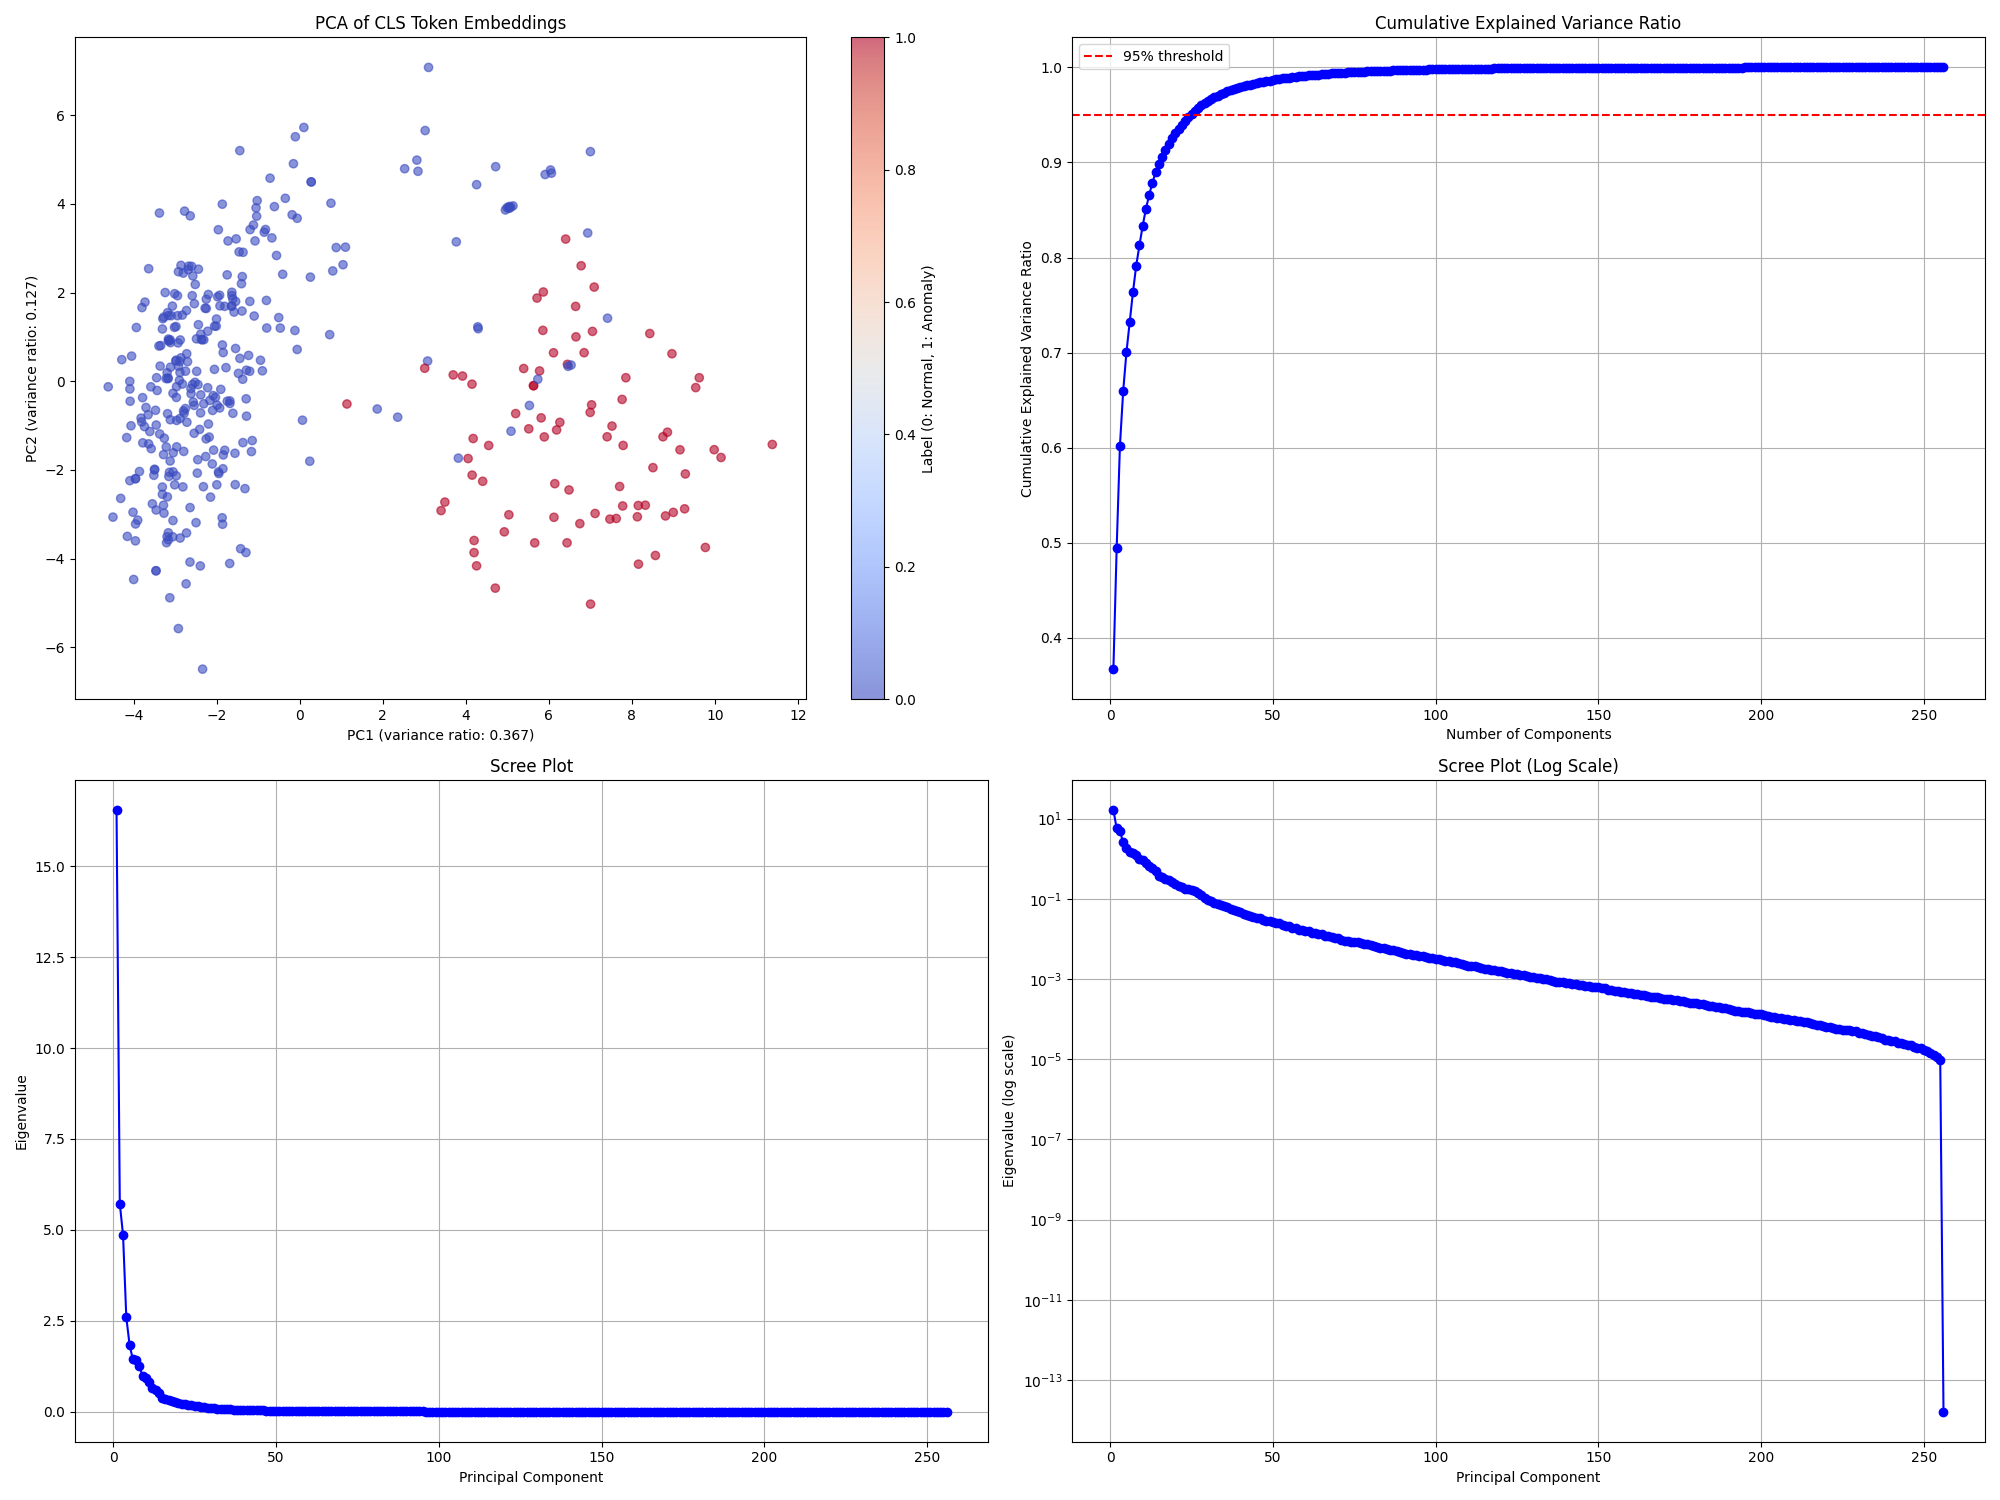 PCA of CLS Token Embeddings
6
4
2
0
−2
−4
−6
PC2 (variance ratio: 0.127)
−4 −2 0 2 4 6 8 10 12
PC1 (variance ratio: 0.367)
1.0
0.8
0.6
0.4
0.2
0.0
Label (0: Normal, 1: Anomaly)
Cumulative Explained Variance Ratio
95% threshold
1.0
0.9
0.8
0.7
0.6
0.5
0.4
Cumulative Explained Variance Ratio
0 50 100 150 200 250
Number of Components
Scree Plot
15.0
12.5
10.0
7.5
5.0
2.5
0.0
Eigenvalue
0 50 100 150 200 250
Principal Component
Scree Plot (Log Scale)
10¹
10⁻¹
10⁻³
10⁻⁵
10⁻⁷
10⁻⁹
10⁻¹¹
10⁻¹³
Eigenvalue (log scale)
0 50 100 150 200 250
Principal Component